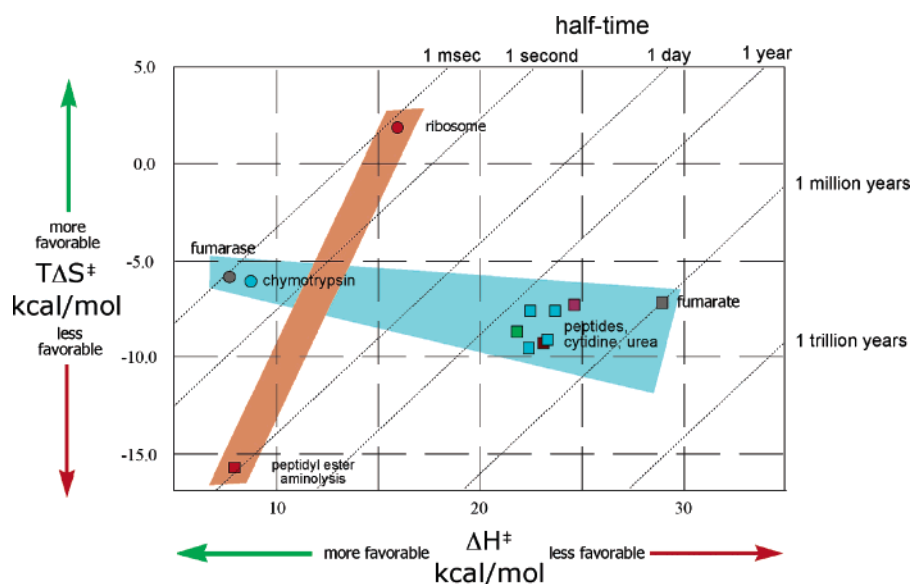 half-time
1 msec
1 second
1 day
1 year
5.0
ribosome
0.0
1 million years
more
favorable
TΔS‡
kcal/mol
less
favorable
fumarase
-5.0
chymotrypsin
fumarate
peptides,
cytidine, urea
1 trillion years
-10.0
-15.0
peptidyl ester
aminolysis
10
20
30
more favorable
ΔH‡
less favorable
kcal/mol